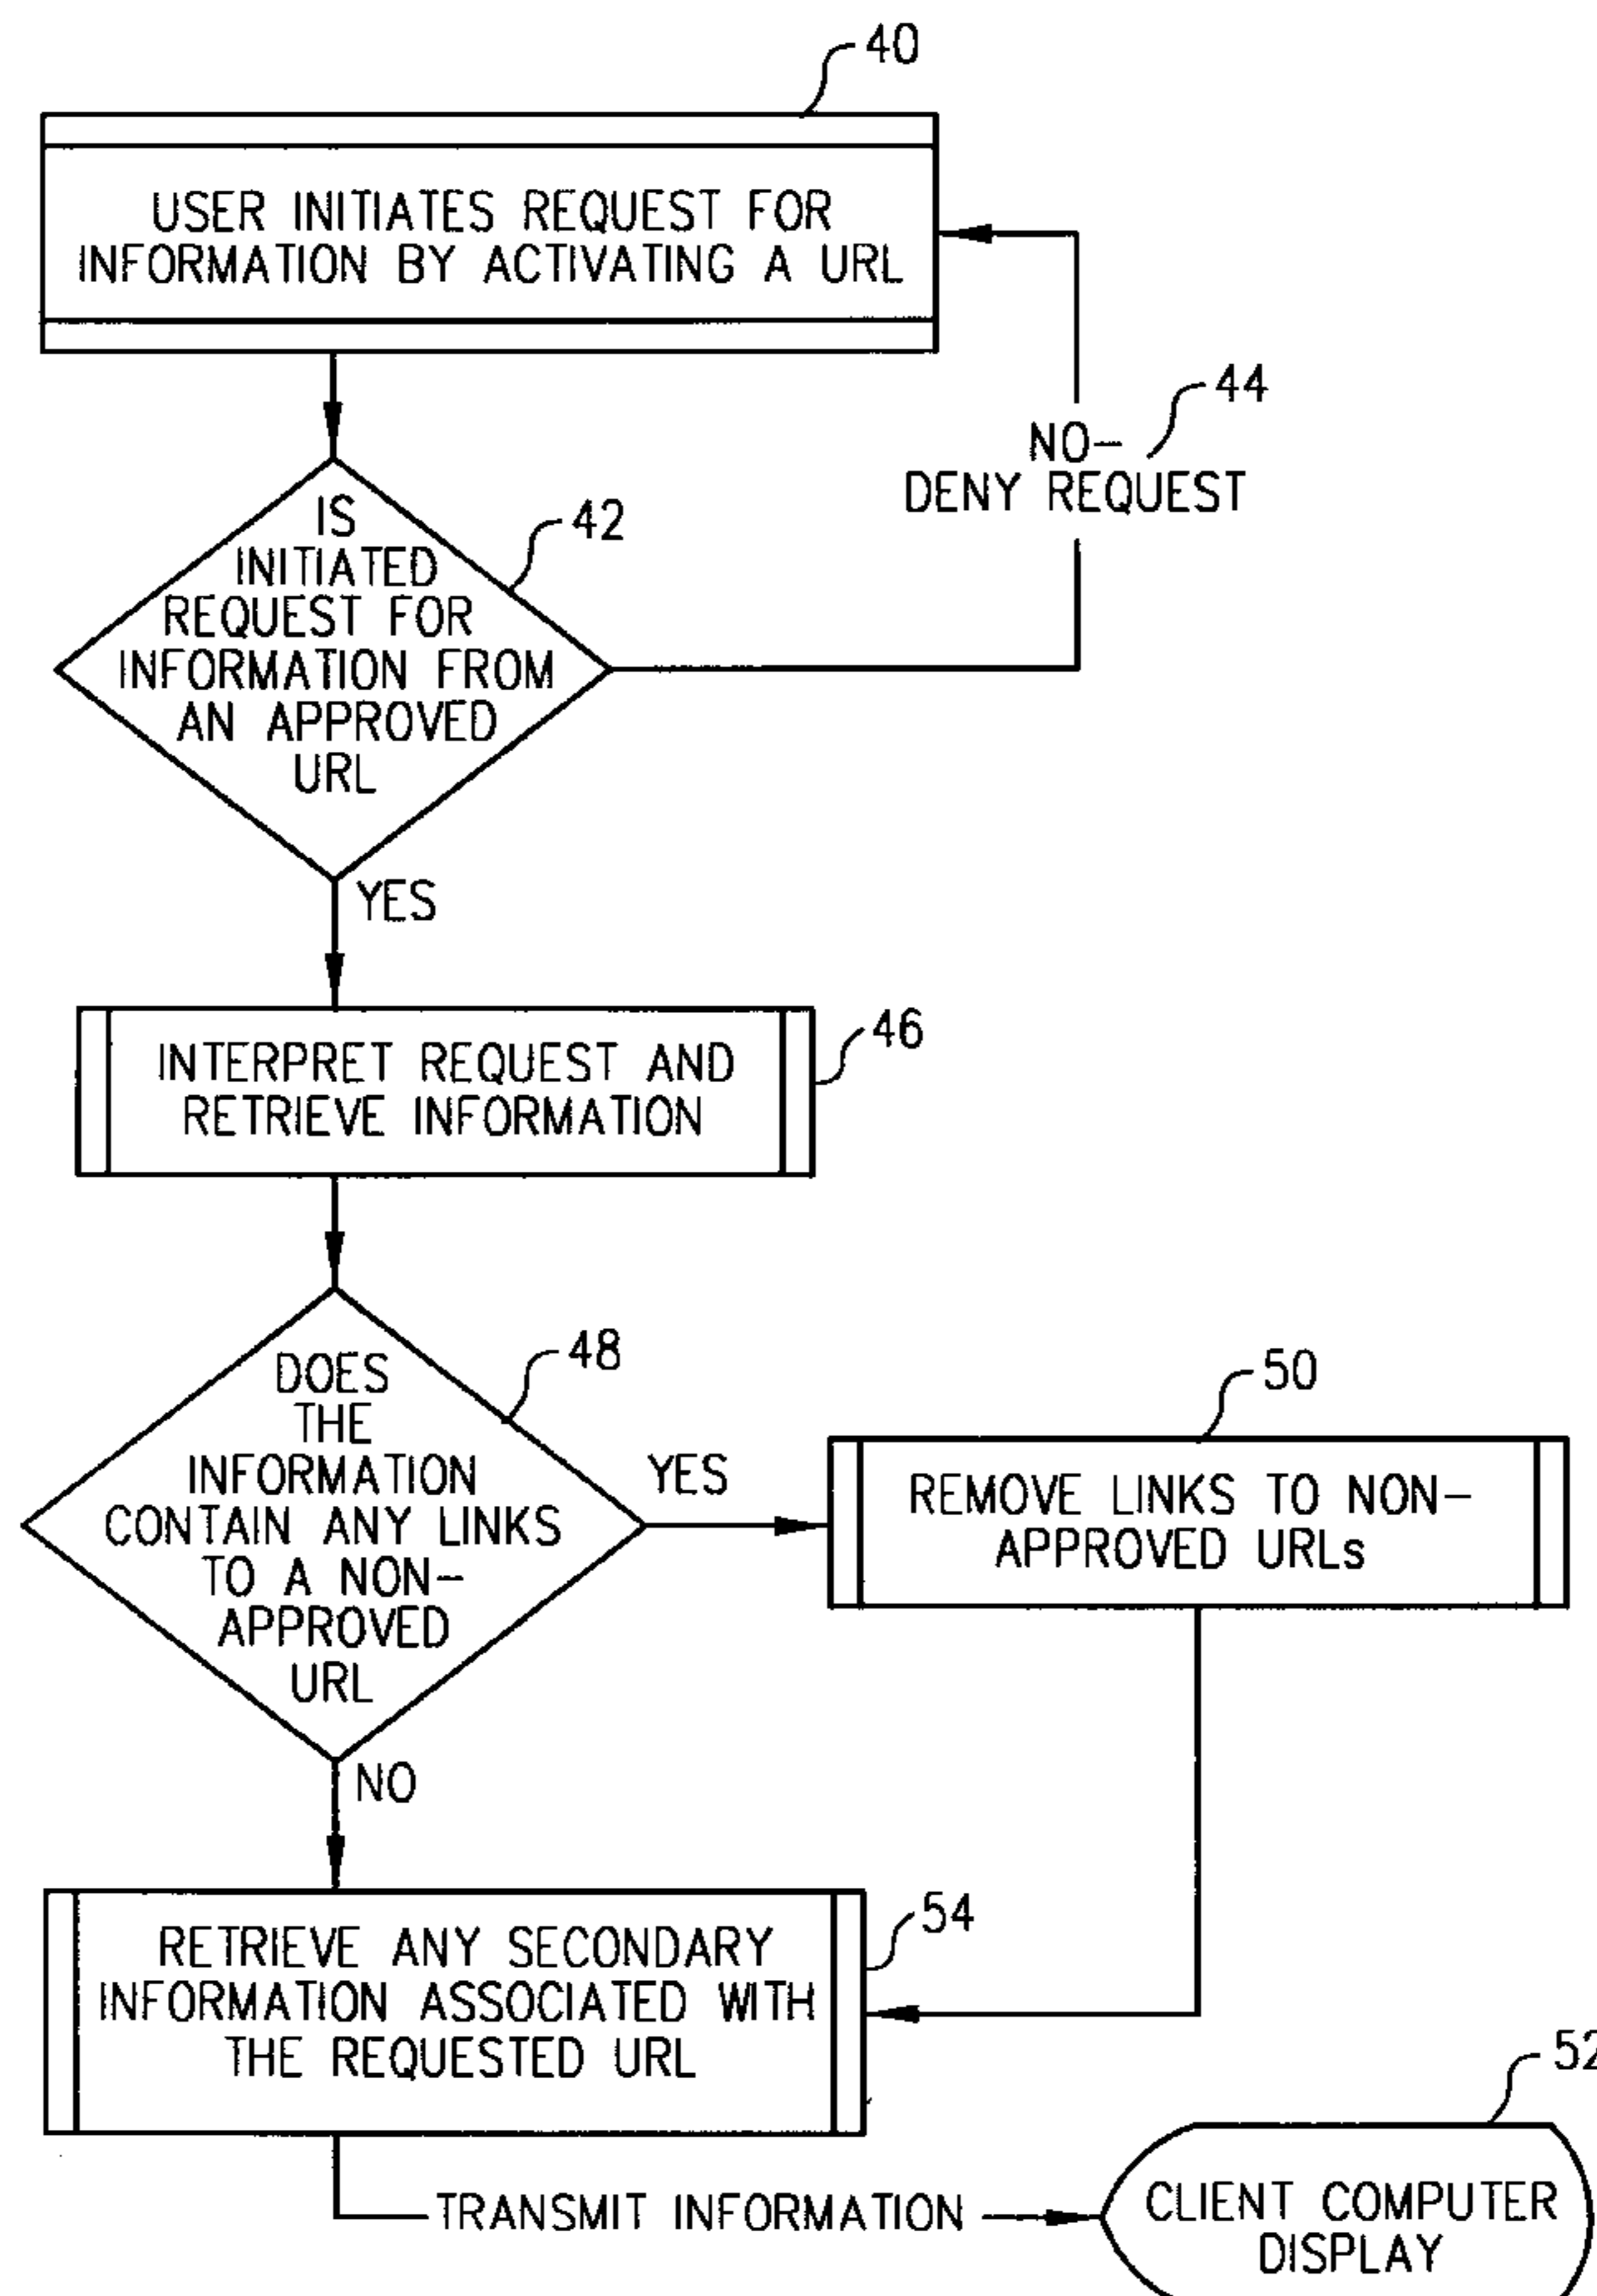 40
USER INITIATES REQUEST FOR
INFORMATION BY ACTIVATING A URL
44
NO-
DENY REQUEST
42
IS
INITIATED
REQUEST FOR
INFORMATION FROM
AN APPROVED
URL
YES
46
INTERPRET REQUEST AND
RETRIEVE INFORMATION
48
DOES
THE
INFORMATION
CONTAIN ANY LINKS
TO A NON-
APPROVED
URL
YES
50
REMOVE LINKS TO NON-
APPROVED URLs
NO
54
RETRIEVE ANY SECONDARY
INFORMATION ASSOCIATED WITH
THE REQUESTED URL
52
TRANSMIT INFORMATION
CLIENT COMPUTER
DISPLAY